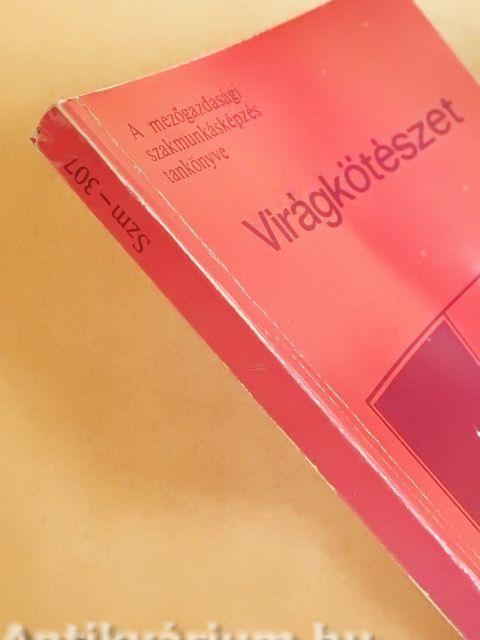 A mezőgazdasági
szakmunkásképzés
tankönyve
Virágkötészet
Szm–307
Antikvárium.hu